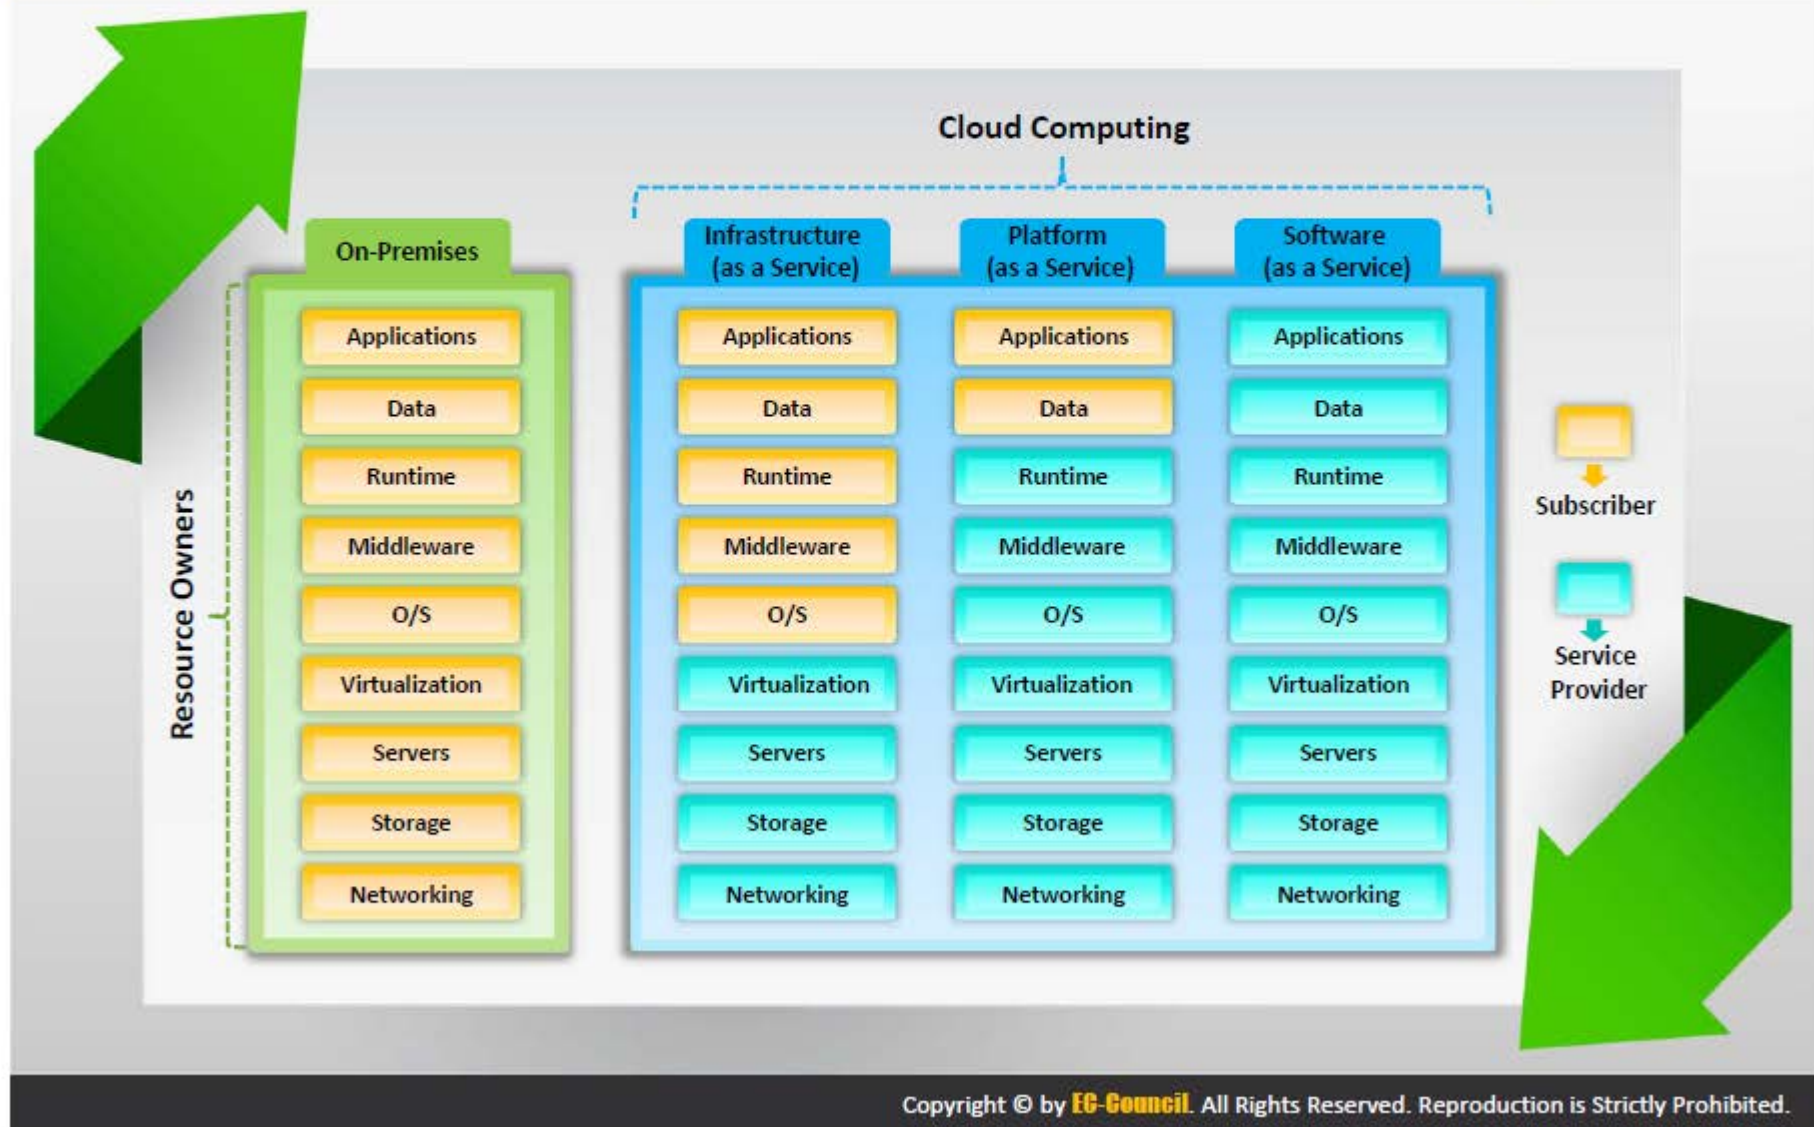 Cloud Computing
On-Premises
Infrastructure
(as a Service)
Platform
(as a Service)
Software
(as a Service)
Resource Owners
Applications
Data
Runtime
Middleware
O/S
Virtualization
Servers
Storage
Networking
Applications
Data
Runtime
Middleware
O/S
Virtualization
Servers
Storage
Networking
Applications
Data
Runtime
Middleware
O/S
Virtualization
Servers
Storage
Networking
Applications
Data
Runtime
Middleware
O/S
Virtualization
Servers
Storage
Networking
Subscriber
Service
Provider
Copyright © by EC-Council. All Rights Reserved. Reproduction is Strictly Prohibited.